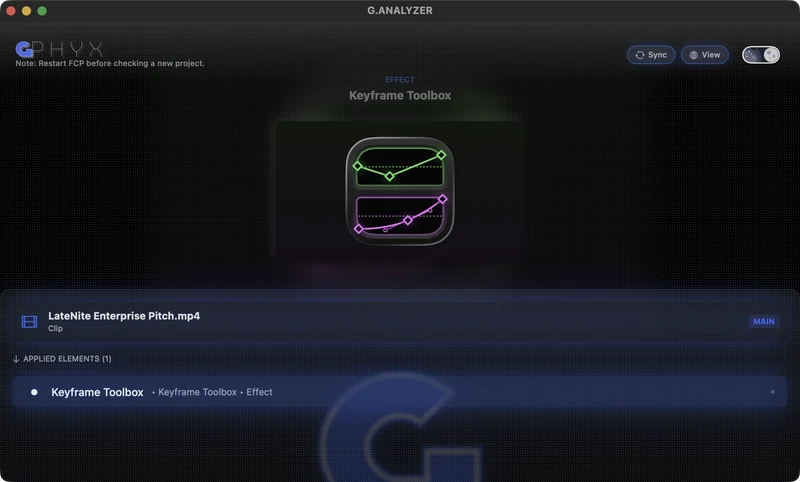 G.ANALYZER
GPHYX
Note: Restart FCP before checking a new project.
Sync
View
EFFECT
Keyframe Toolbox
LateNite Enterprise Pitch.mp4
Clip
MAIN
↓ APPLIED ELEMENTS (1)
Keyframe Toolbox • Keyframe Toolbox • Effect
G